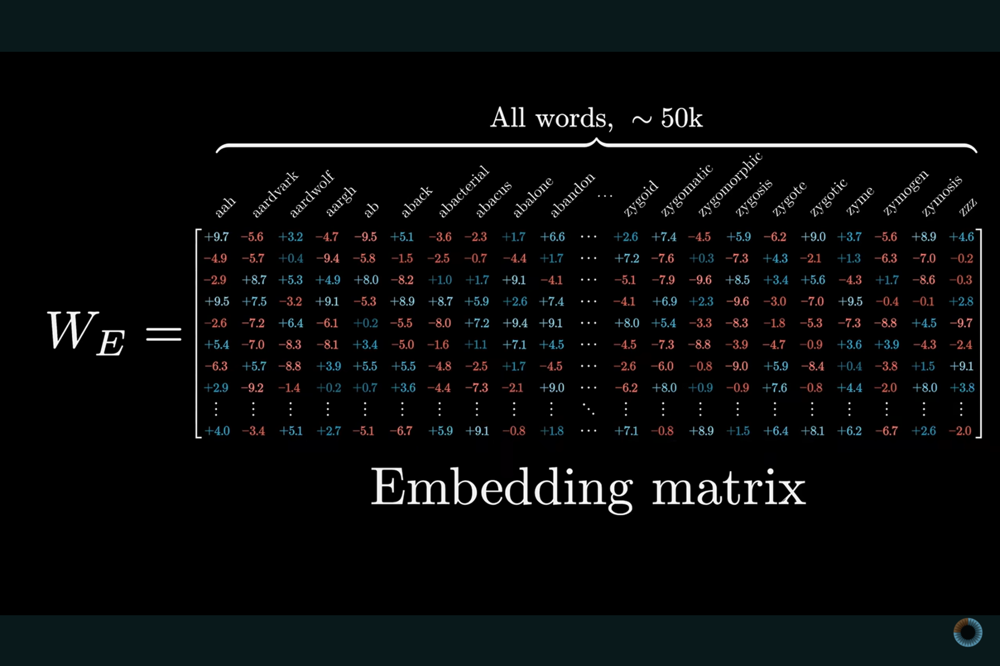 All words, ∼ 50k
aah aardvark aardwolf aargh ab aback abacterial abacus abalone abandon ⋯ zygoid zygomatic zygomorphic zygosis zygote zygotic zyme zymogen zymosis zzz
+9.7 −5.6 +3.2 −4.7 −9.5 +5.1 −3.6 −2.3 +1.7 +6.6 ⋯ +2.6 +7.4 −4.5 +5.9 −6.2 +9.0 +3.7 −5.6 +8.9 +4.6
−4.9 −5.7 +0.4 −9.4 −5.8 −1.5 −2.5 −0.7 −4.4 +1.7 ⋯ +7.2 −7.6 +0.3 −7.3 +4.3 −2.1 +1.3 −6.3 −7.0 −0.2
−2.9 +8.7 +5.3 +4.9 +8.0 −8.2 +1.0 +1.7 +9.1 −4.1 ⋯ −5.1 −7.9 −9.6 +8.5 +3.4 +5.6 −4.3 +1.7 −8.6 −0.3
+9.5 +7.5 −3.2 +9.1 −5.3 +8.9 +8.7 +5.9 +2.6 +7.4 ⋯ −4.1 +6.9 +2.3 −9.6 −3.0 −7.0 +9.5 −0.4 −0.1 +2.8
W_E = −2.6 −7.2 +6.4 −6.1 +0.2 −5.5 −8.0 +7.2 +9.4 +9.1 ⋯ +8.0 +5.4 −3.3 −8.3 −1.8 −5.3 −7.3 −8.8 +4.5 −9.7
+5.4 −7.0 −8.3 −8.1 +3.4 −5.0 −1.6 +1.1 +7.1 +4.5 ⋯ −4.5 −7.3 −8.8 −3.9 −4.7 −0.9 +3.6 +3.9 −4.3 −2.4
−6.3 +5.7 −8.8 +3.9 +5.5 +5.5 −4.8 −2.5 +1.7 −4.5 ⋯ −2.6 −6.0 −0.8 −9.0 +5.9 −8.4 +0.4 −3.8 +1.5 +9.1
+2.9 −9.2 −1.4 +0.2 +0.7 +3.6 −4.4 −7.3 −2.1 +9.0 ⋯ −6.2 +8.0 +0.9 −0.9 +7.6 −0.8 +4.4 −2.0 +8.0 +3.8
⋮ ⋮ ⋮ ⋮ ⋮ ⋮ ⋮ ⋮ ⋮ ⋮ ⋱ ⋮ ⋮ ⋮ ⋮ ⋮ ⋮ ⋮ ⋮ ⋮ ⋮
+4.0 −3.4 +5.1 +2.7 −5.1 −6.7 +5.9 +9.1 −0.8 +1.8 ⋯ +7.1 −0.8 +8.9 +1.5 +6.4 +8.1 +6.2 −6.7 +2.6 −2.0
Embedding matrix